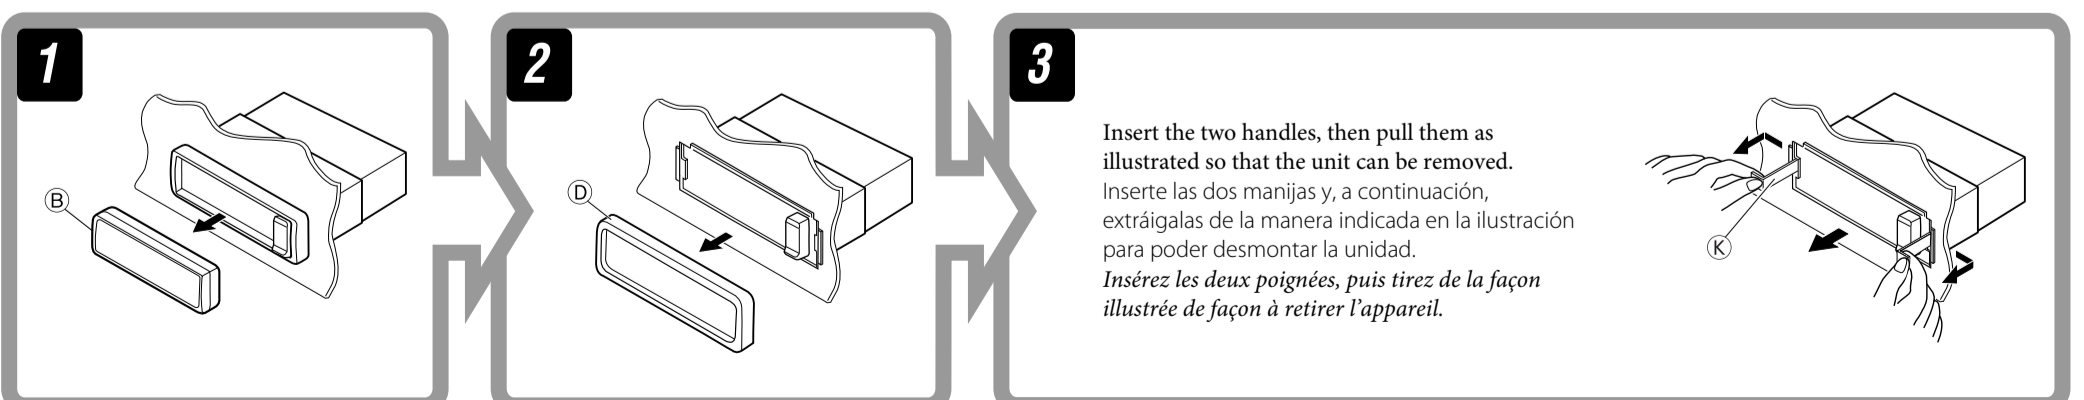 1
B
2
D
3
Insert the two handles, then pull them as
illustrated so that the unit can be removed.
Inserte las dos manijas y, a continuación,
extráigalas de la manera indicada en la ilustración
para poder desmontar la unidad.
Insérez les deux poignées, puis tirez de la façon
illustrée de façon à retirer l'appareil.
K